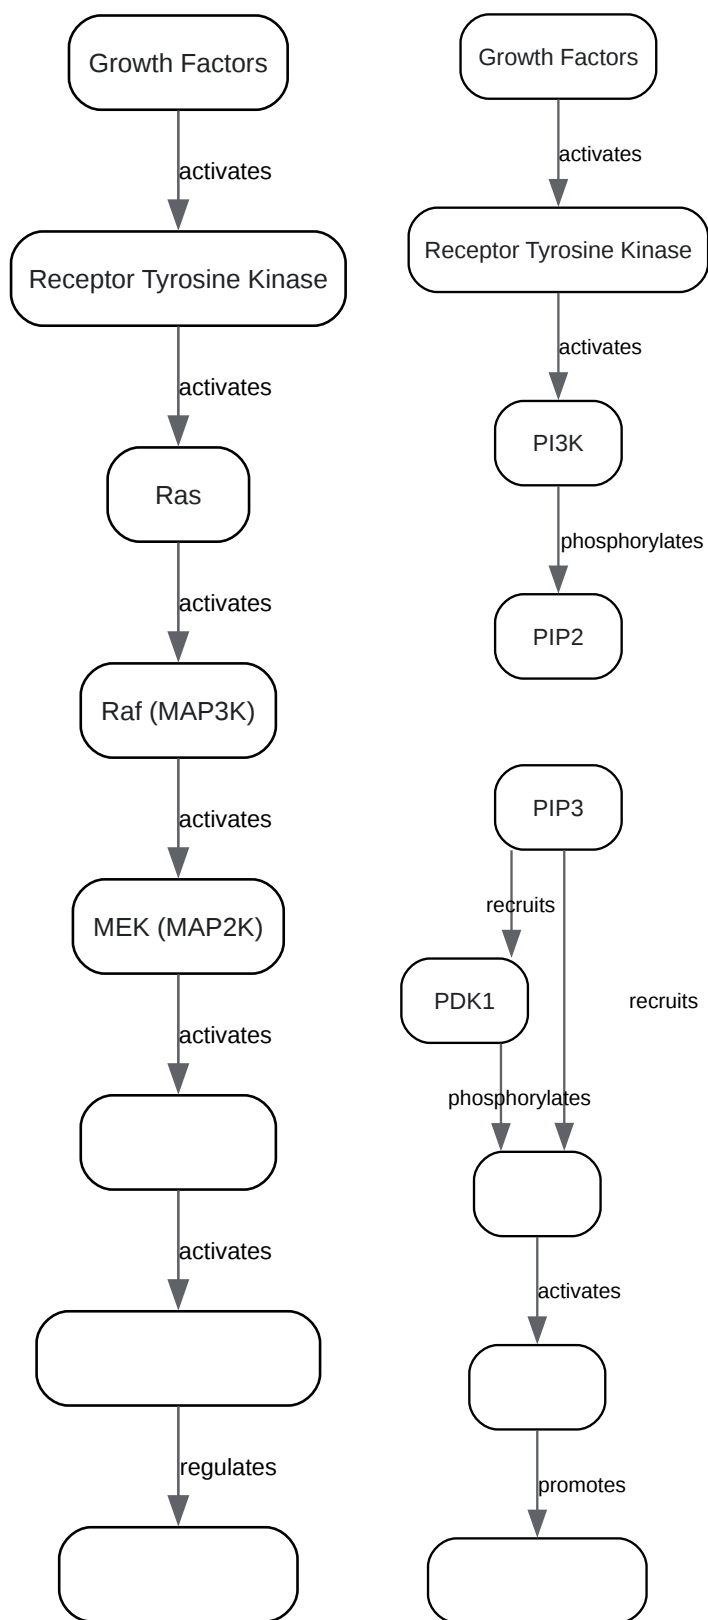 Growth Factors
activates
Receptor Tyrosine Kinase
activates
Ras
activates
Raf (MAP3K)
activates
MEK (MAP2K)
activates
activates
regulates
Growth Factors
activates
Receptor Tyrosine Kinase
activates
PI3K
phosphorylates
PIP2
PIP3
recruits
PDK1
recruits
phosphorylates
activates
promotes